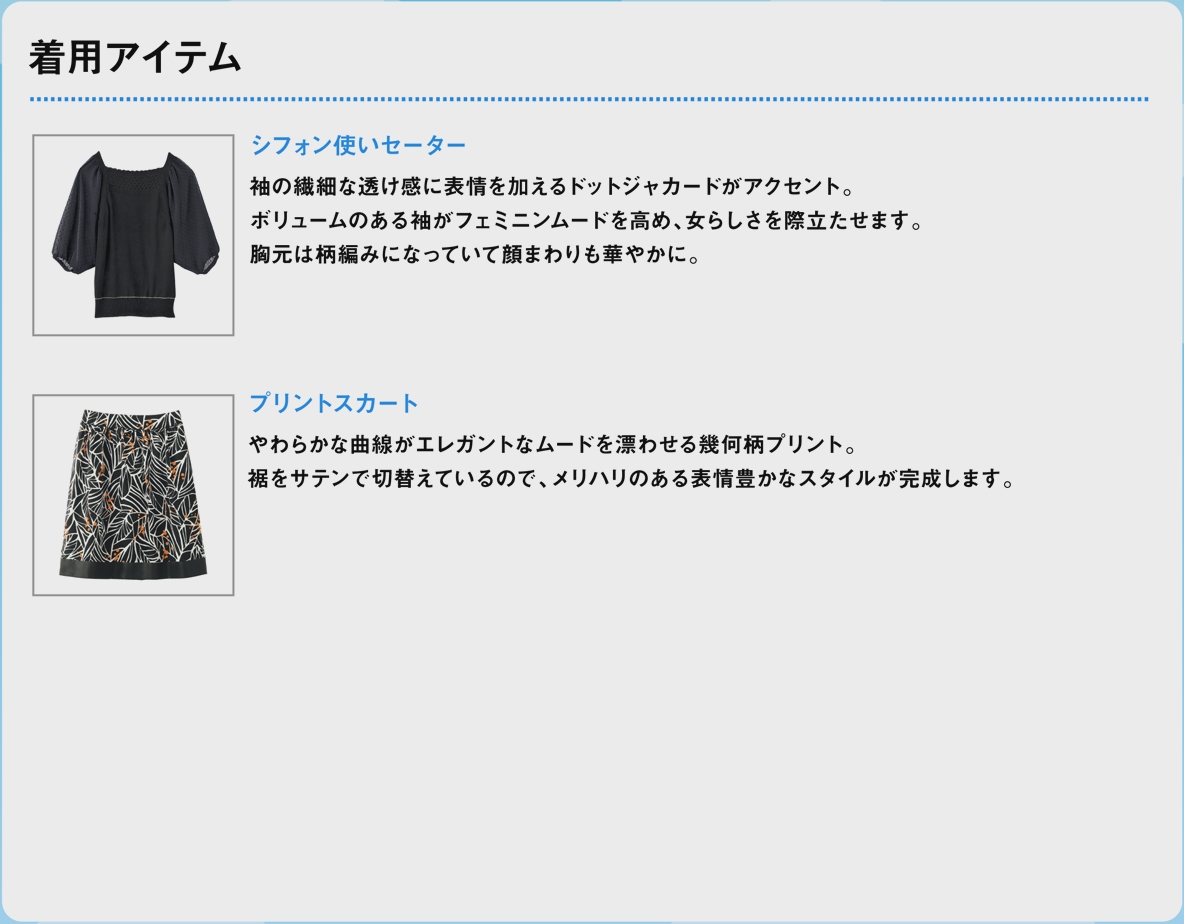 着用アイテム
シフォン使いセーター
袖の繊細な透け感に表情を加えるドットジャカードがアクセント。
ボリュームのある袖がフェミニンムードを高め、女らしさを際立たせます。
胸元は柄編みになっていて顔まわりも華やかに。
プリントスカート
やわらかな曲線がエレガントなムードを漂わせる幾何柄プリント。
裾をサテンで切替えているので、メリハリのある表情豊かなスタイルが完成します。